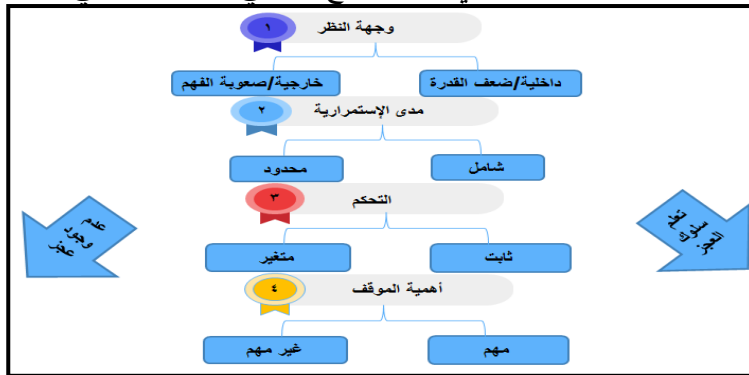 وجهة النظر
١
داخلية/ضعف القدرة
خارجية/صعوبة الفهم
مدى الإستمرارية
٢
شامل
محدود
التحكم
٣
ثابت
متغير
أهمية الموقف
٤
مهم
غير مهم
العجز
عدم
وجود
عجز